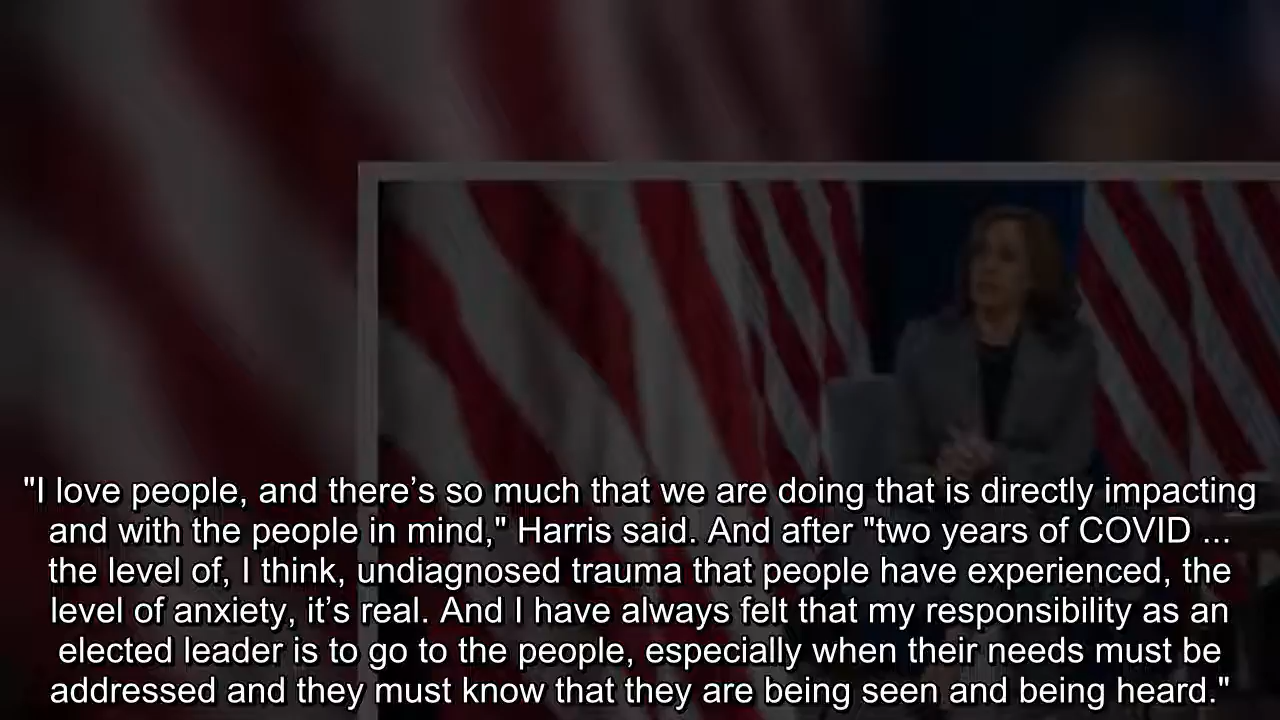 "I love people, and there’s so much that we are doing that is directly impacting
and with the people in mind," Harris said. And after "two years of COVID ...
the level of, I think, undiagnosed trauma that people have experienced, the
level of anxiety, it’s real. And I have always felt that my responsibility as an
elected leader is to go to the people, especially when their needs must be
addressed and they must know that they are being seen and being heard."